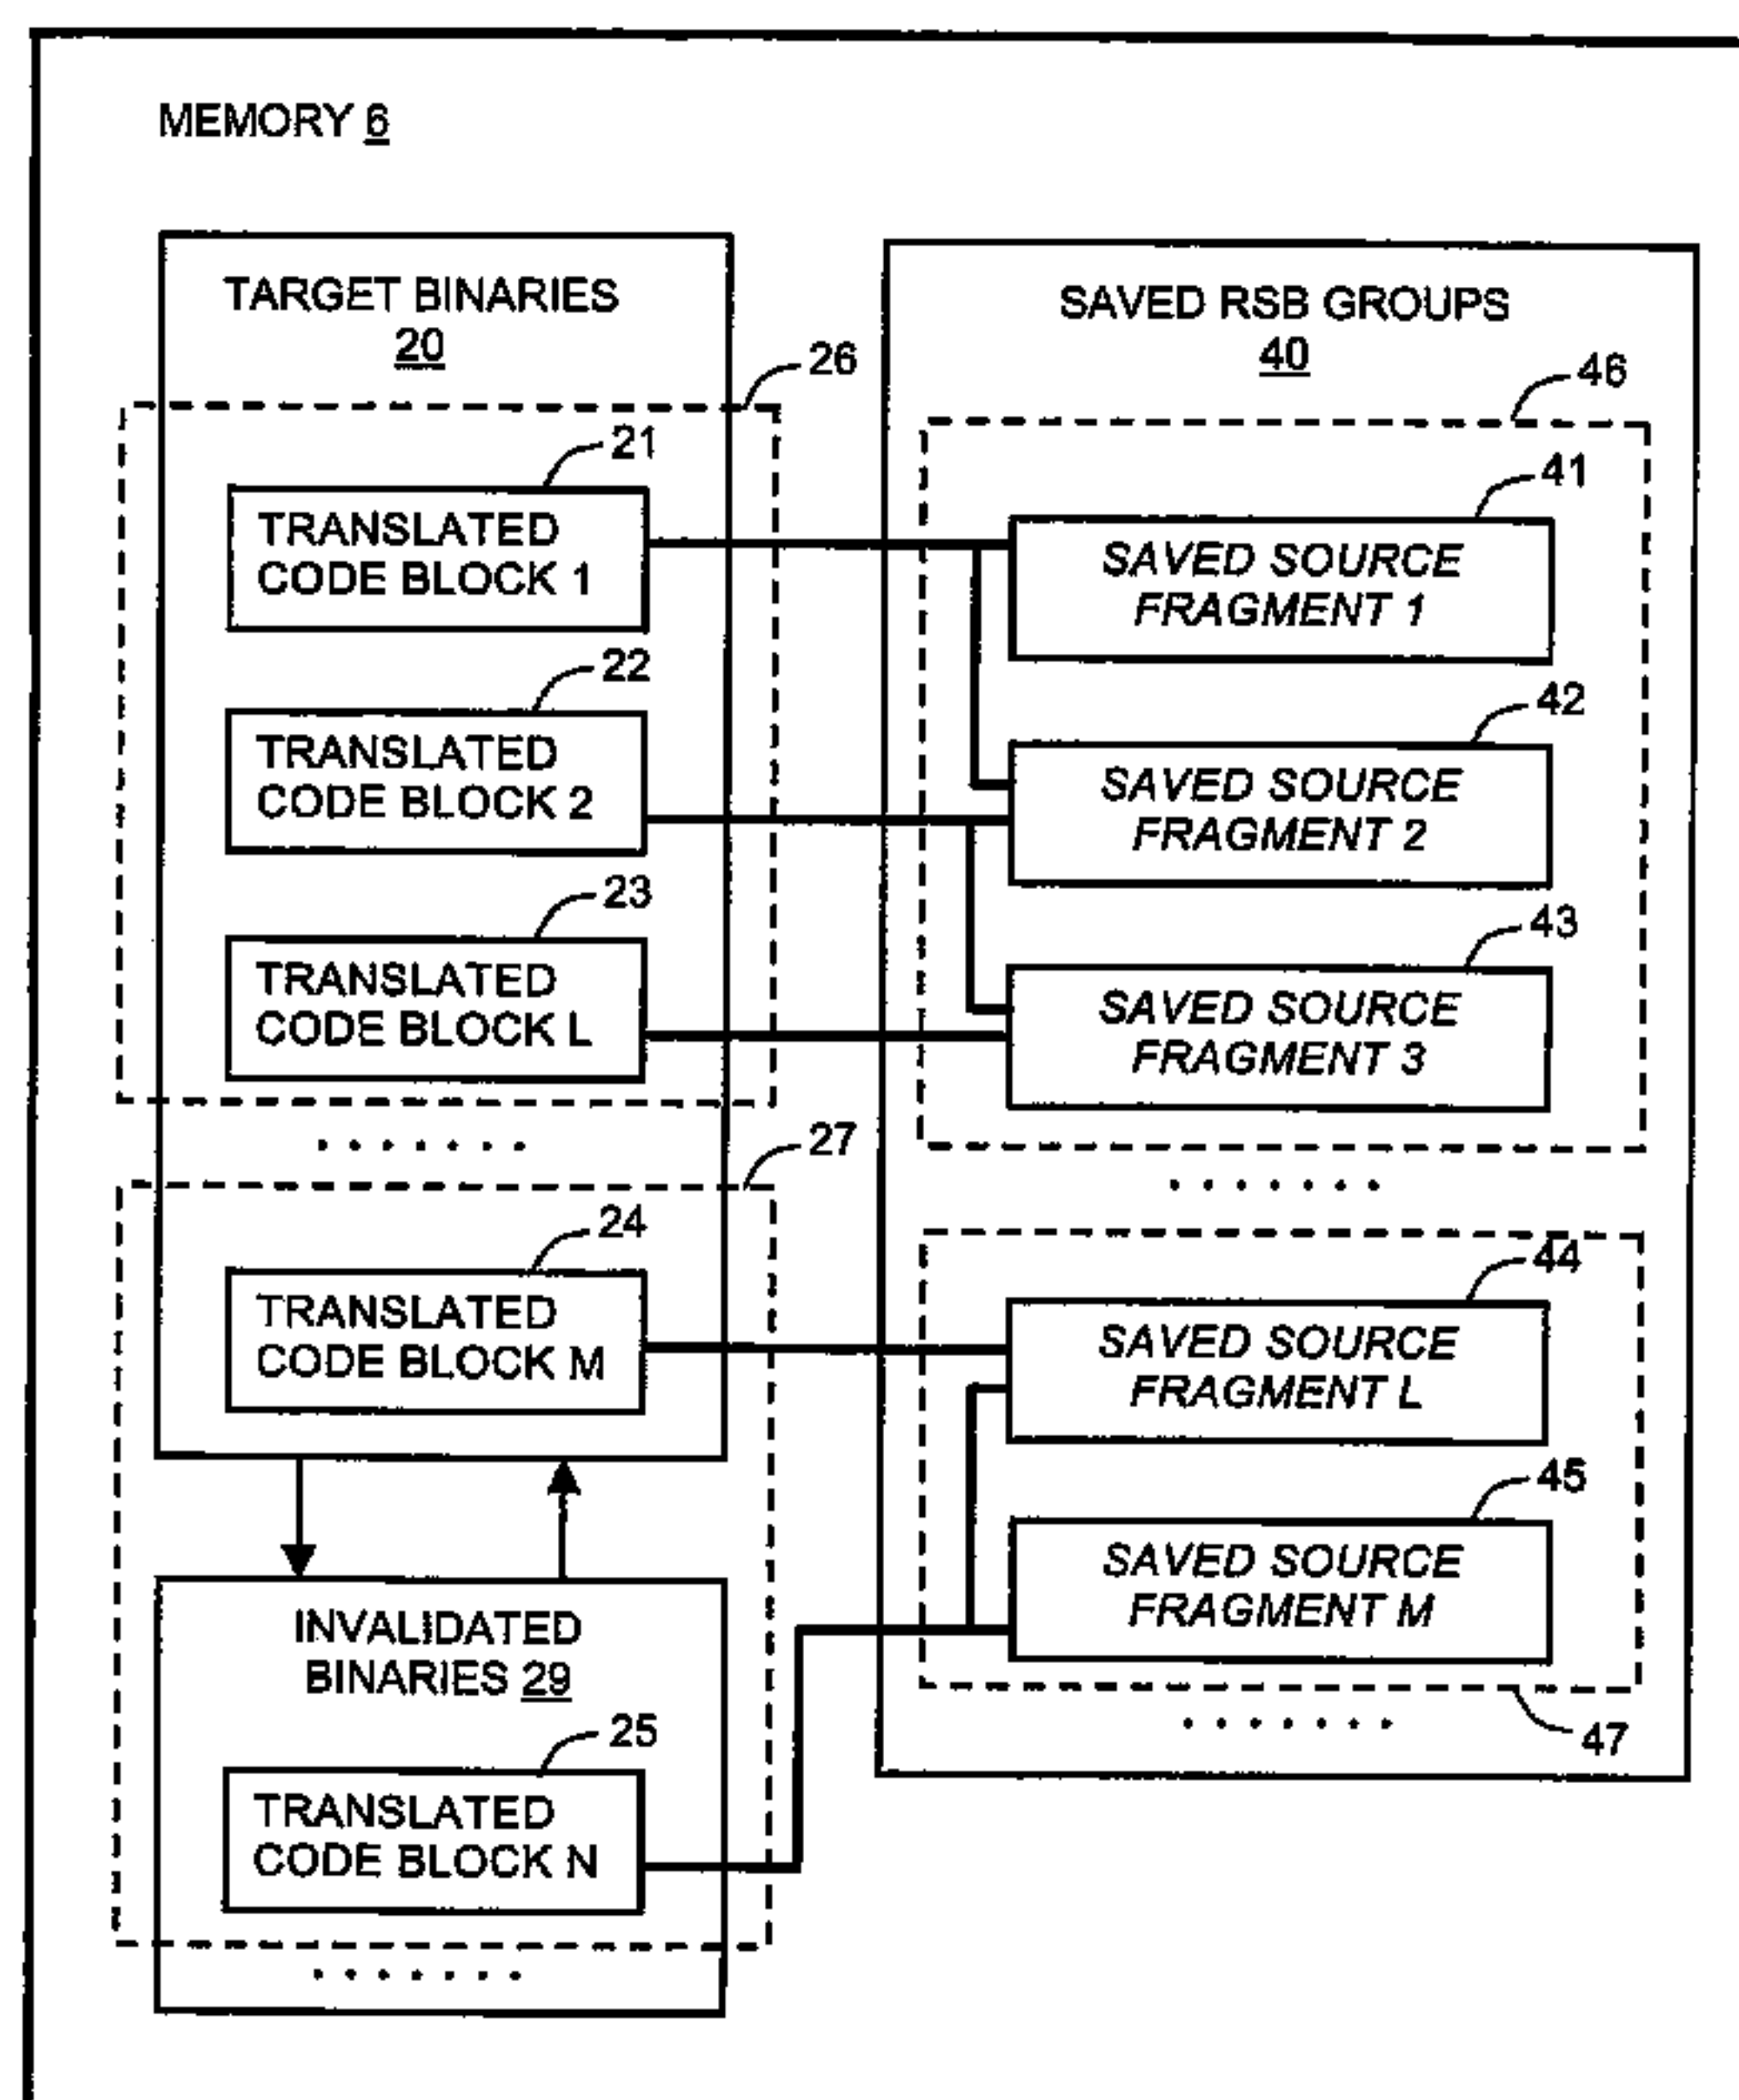 MEMORY 6
TARGET BINARIES
20
26
21
TRANSLATED
CODE BLOCK 1
22
TRANSLATED
CODE BLOCK 2
23
TRANSLATED
CODE BLOCK L
27
24
TRANSLATED
CODE BLOCK M
INVALIDATED
BINARIES 29
25
TRANSLATED
CODE BLOCK N
SAVED RSB GROUPS
40
46
41
SAVED SOURCE
FRAGMENT 1
42
SAVED SOURCE
FRAGMENT 2
43
SAVED SOURCE
FRAGMENT 3
44
SAVED SOURCE
FRAGMENT L
45
SAVED SOURCE
FRAGMENT M
47